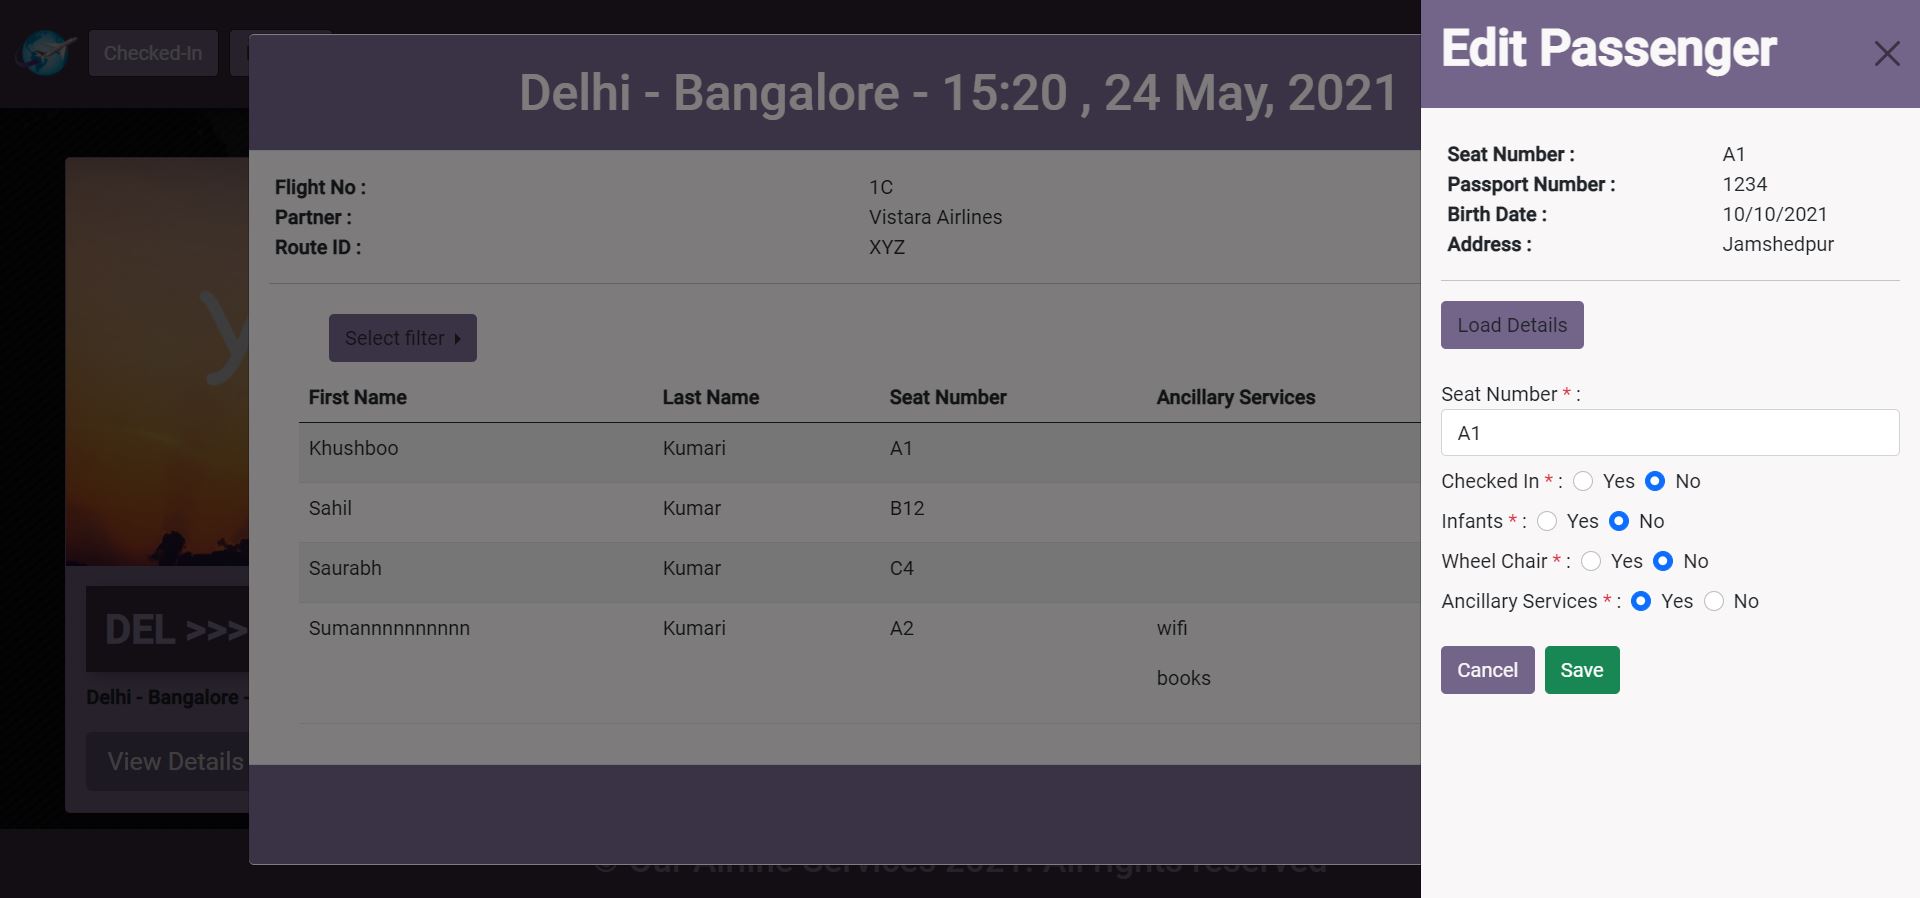 Checked-In
Delhi - Bangalore - 15:20 , 24 May, 2021
Flight No : 1C
Partner : Vistara Airlines
Route ID : XYZ
Select filter
First Name Last Name Seat Number Ancillary Services
Khushboo Kumari A1
Sahil Kumar B12
Saurabh Kumar C4
Sumannnnnnnnnn Kumari A2 wifi
books
DEL >>>
Delhi - Bangalore -
View Details
© Our Airline Services 2021. All rights reserved
Edit Passenger
Seat Number : A1
Passport Number : 1234
Birth Date : 10/10/2021
Address : Jamshedpur
Load Details
Seat Number * :
A1
Checked In * : Yes No
Infants * : Yes No
Wheel Chair * : Yes No
Ancillary Services * : Yes No
Cancel Save